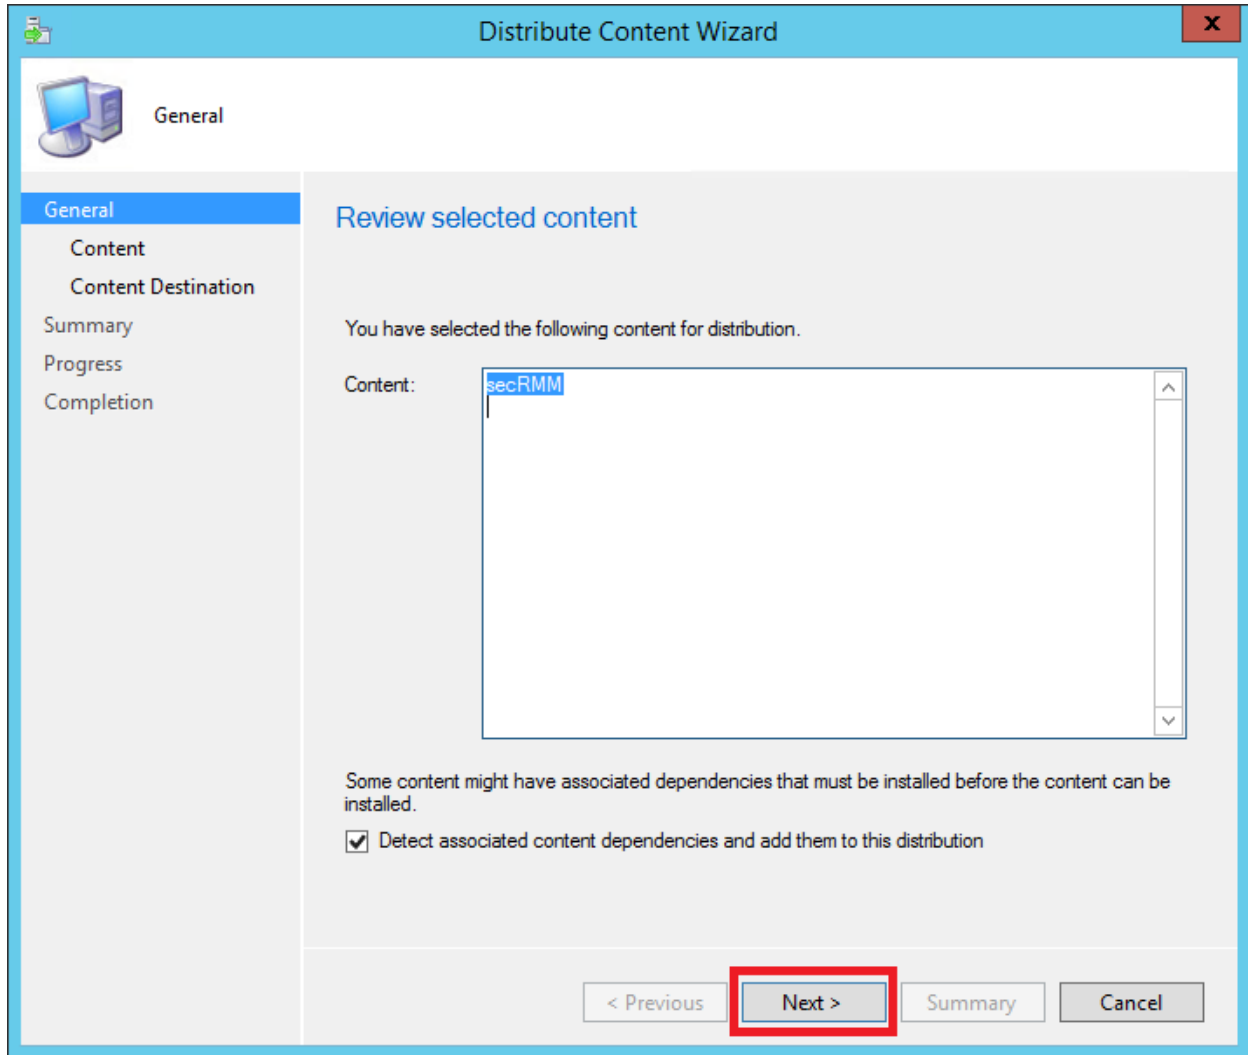 Distribute Content Wizard
X
General
General
Content
Content Destination
Summary
Progress
Completion
Review selected content
You have selected the following content for distribution.
Content:
secRMM
Some content might have associated dependencies that must be installed before the content can be
installed.
Detect associated content dependencies and add them to this distribution
< Previous
Next >
Summary
Cancel